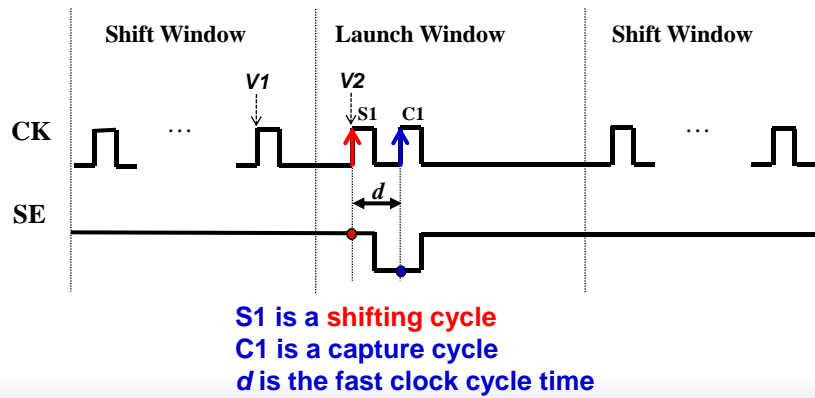 Shift Window Launch Window Shift Window
V1 V2
S1 C1
CK … …
d
SE
S1 is a shifting cycle
C1 is a capture cycle
d is the fast clock cycle time